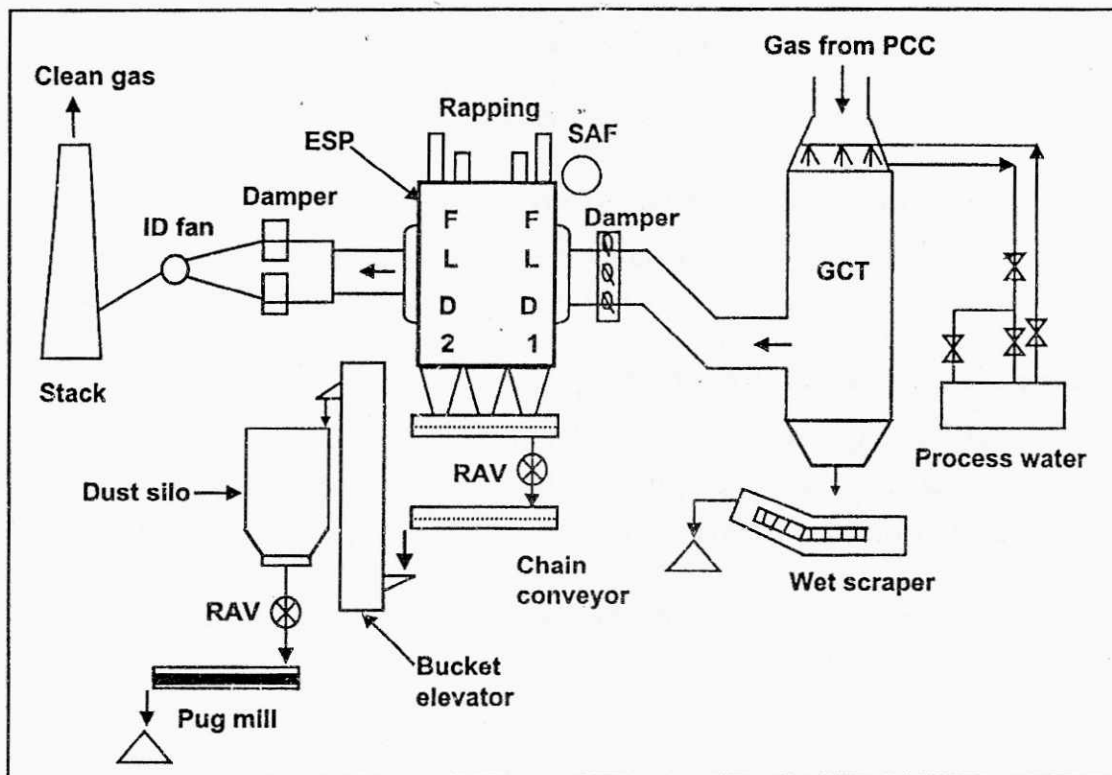 Gas from PCC
Clean gas
Rapping
SAF
ESP
Damper
ID fan
Damper
F
L
D
2
F
L
D
1
GCT
Stack
Process water
RAV
Dust silo
Chain
conveyor
Wet scraper
RAV
Bucket
elevator
Pug mill